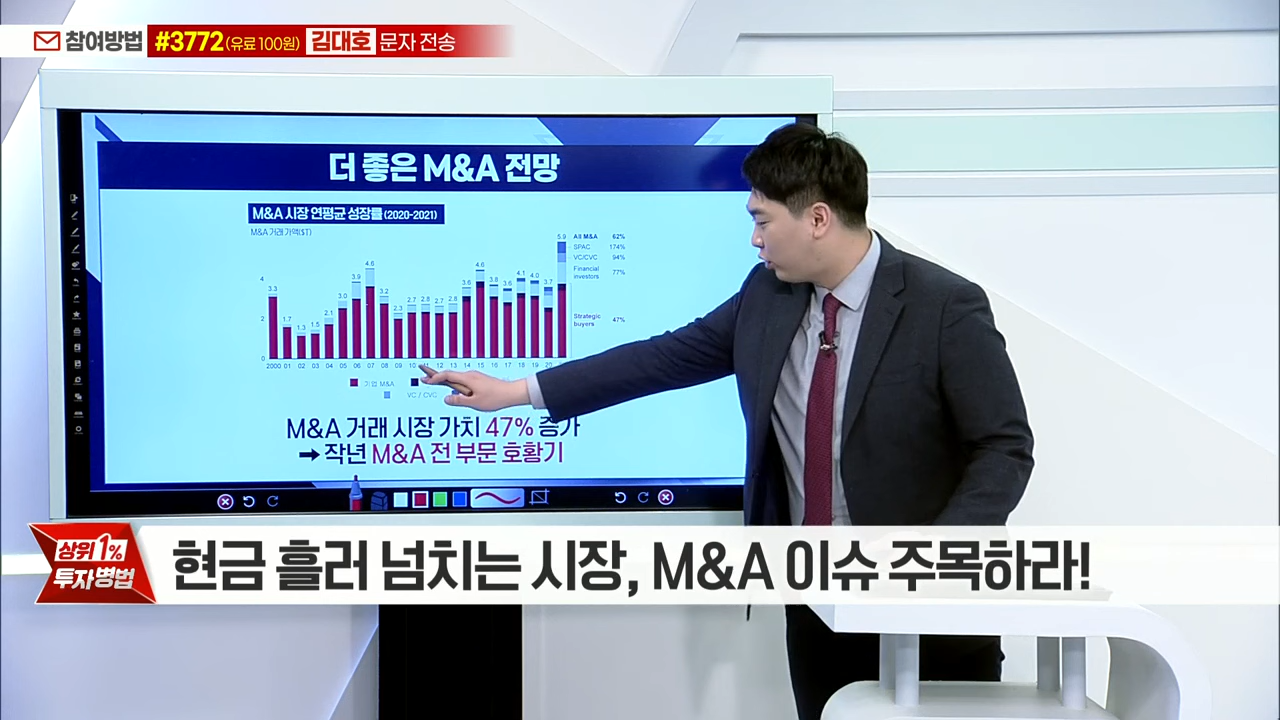 참여방법 #3772(유료 100원) 김대호 문자 전송
더 좋은 M&A 전망
M&A 시장 연평균 성장률 (2020-2021)
M&A 거래 가액($T)
5.9 All M&A 62%
SPAC 174%
VC/CVC 94%
Financial investors 77%
Strategic buyers 47%
4
2
0
3.3 1.7 1.3 1.5 2.1 3.0 3.9 4.6 3.2 2.3 2.7 2.8 2.7 2.8 3.6 4.6 3.8 3.6 4.1 4.0 3.7
2000 01 02 03 04 05 06 07 08 09 10 11 12 13 14 15 16 17 18 19 20
기업 M&A
VC / CVC
M&A 거래 시장 가치 47% 증가
➡ 작년 M&A 전 부문 호황기
상위 1%
투자병법
현금 흘러 넘치는 시장, M&A 이슈 주목하라!